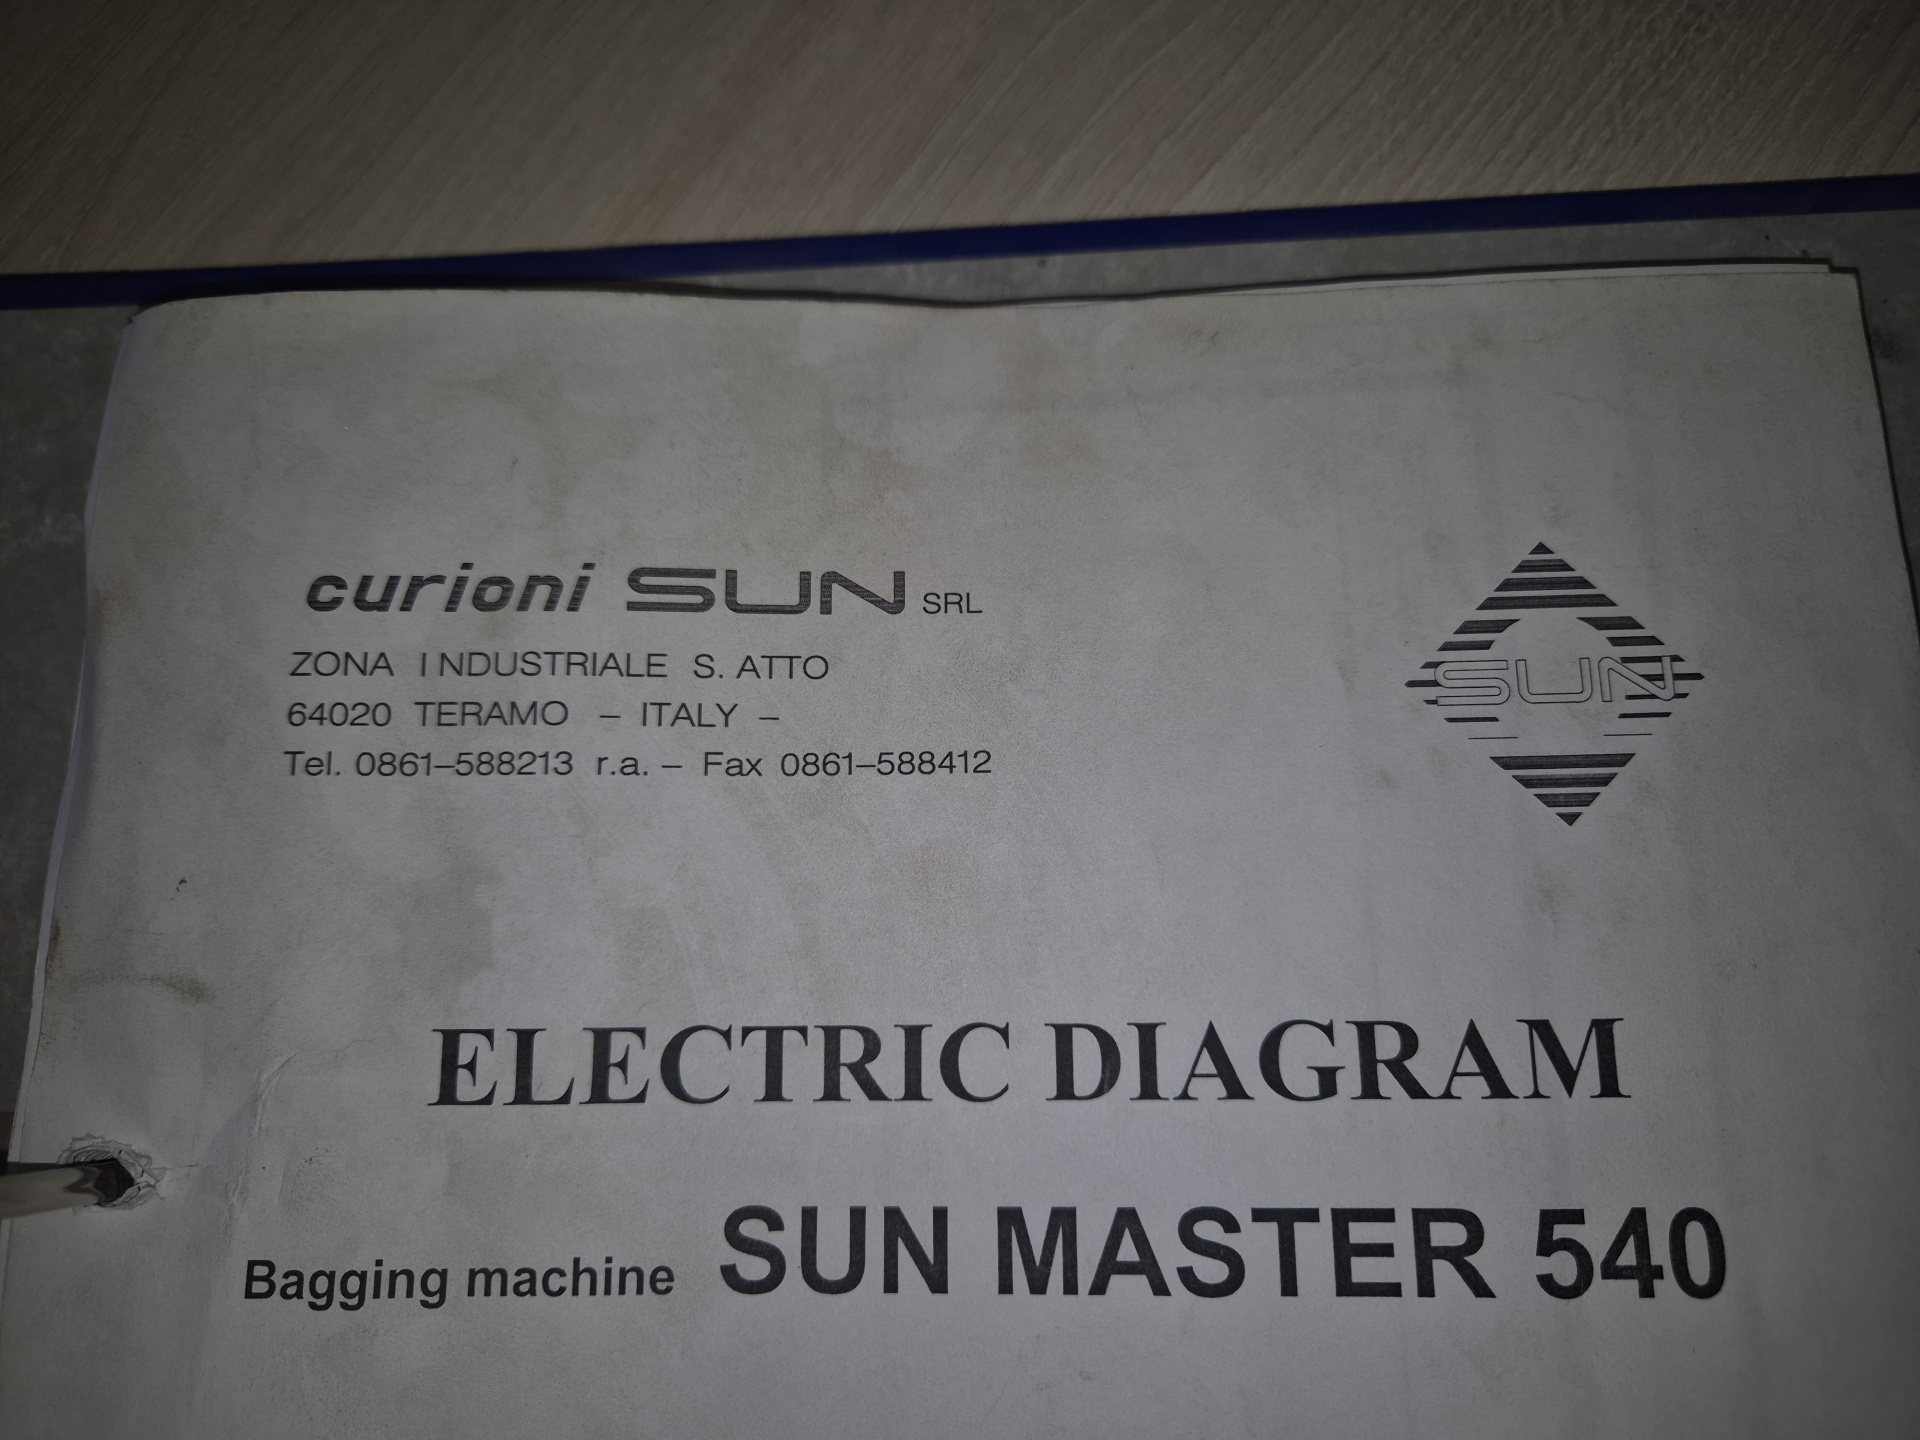 curioni SUN SRL
ZONA INDUSTRIALE S. ATTO
64020 TERAMO – ITALY –
Tel. 0861–588213 r.a. – Fax 0861–588412
SUN
ELECTRIC DIAGRAM
Bagging machine SUN MASTER 540